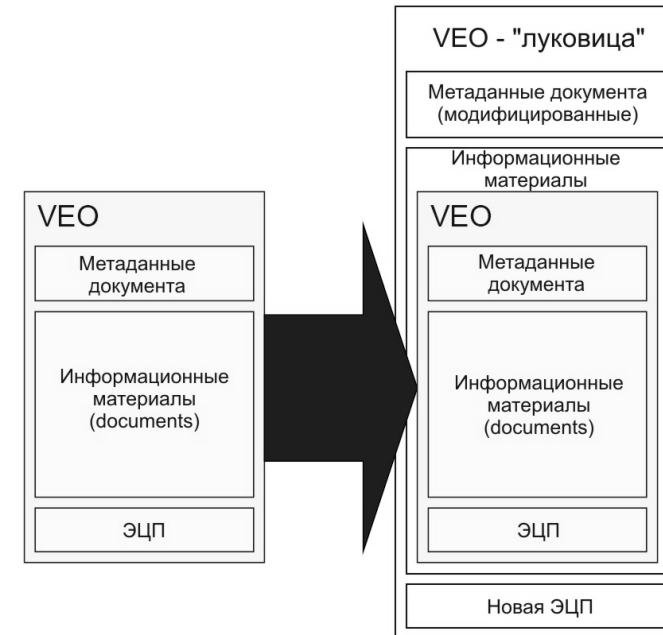 VEO - "луковица"
Метаданные документа
(модифицированные)
Информационные
материалы
VEO
Метаданные
документа
Информационные
материалы
(documents)
ЭЦП
VEO
Метаданные
документа
Информационные
материалы
(documents)
ЭЦП
Новая ЭЦП